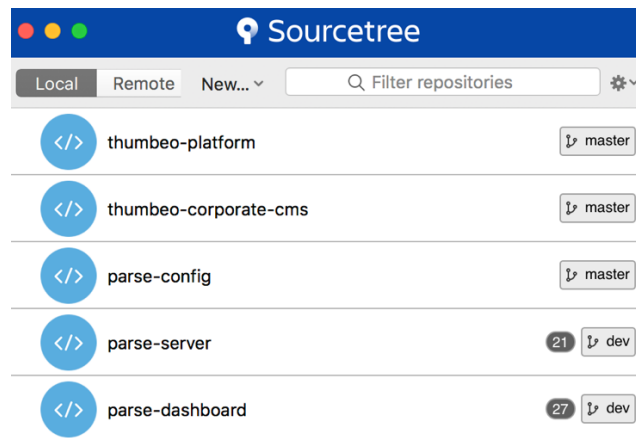 Sourcetree
Local Remote New... Filter repositories
</> thumbeo-platform master
</> thumbeo-corporate-cms master
</> parse-config master
</> parse-server 21 dev
</> parse-dashboard 27 dev